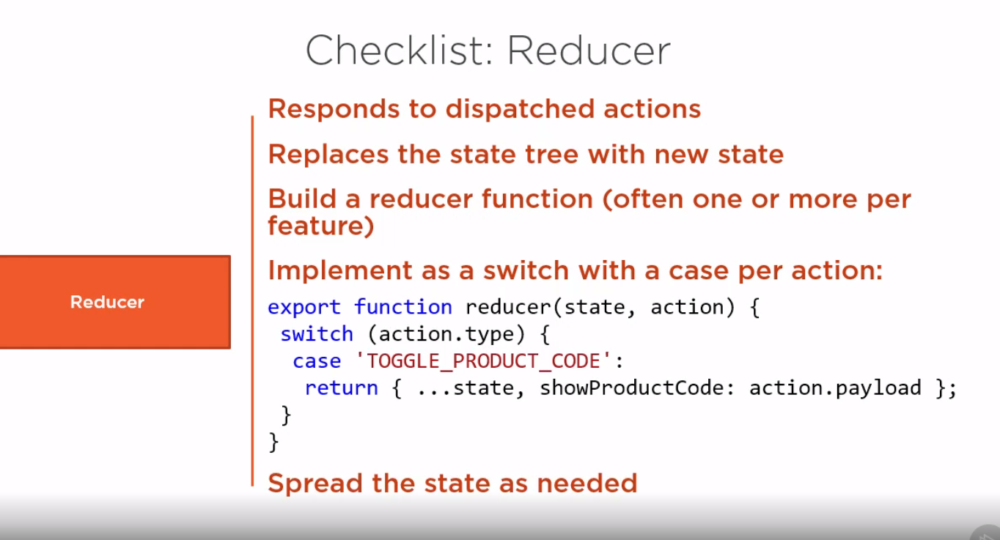 Checklist: Reducer
Responds to dispatched actions
Replaces the state tree with new state
Build a reducer function (often one or more per
feature)
Implement as a switch with a case per action:
Reducer
export function reducer(state, action) {
 switch (action.type) {
  case 'TOGGLE_PRODUCT_CODE':
   return { ...state, showProductCode: action.payload };
 }
}
Spread the state as needed